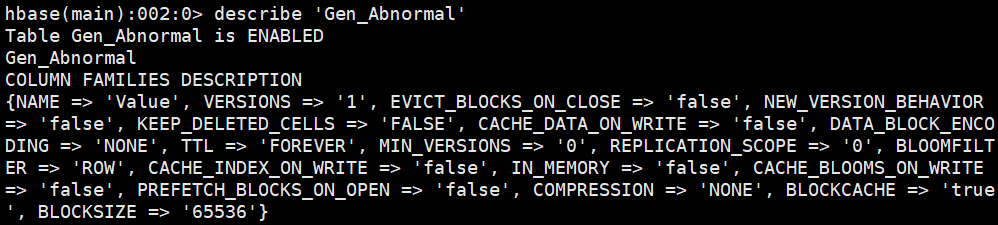 hbase(main):002:0> describe 'Gen_Abnormal'
Table Gen_Abnormal is ENABLED
Gen_Abnormal
COLUMN FAMILIES DESCRIPTION
{NAME => 'Value', VERSIONS => '1', EVICT_BLOCKS_ON_CLOSE => 'false', NEW_VERSION_BEHAVIOR
=> 'false', KEEP_DELETED_CELLS => 'FALSE', CACHE_DATA_ON_WRITE => 'false', DATA_BLOCK_ENCO
DING => 'NONE', TTL => 'FOREVER', MIN_VERSIONS => '0', REPLICATION_SCOPE => '0', BLOOMFILT
ER => 'ROW', CACHE_INDEX_ON_WRITE => 'false', IN_MEMORY => 'false', CACHE_BLOOMS_ON_WRITE
=> 'false', PREFETCH_BLOCKS_ON_OPEN => 'false', COMPRESSION => 'NONE', BLOCKCACHE => 'true
', BLOCKSIZE => '65536'}